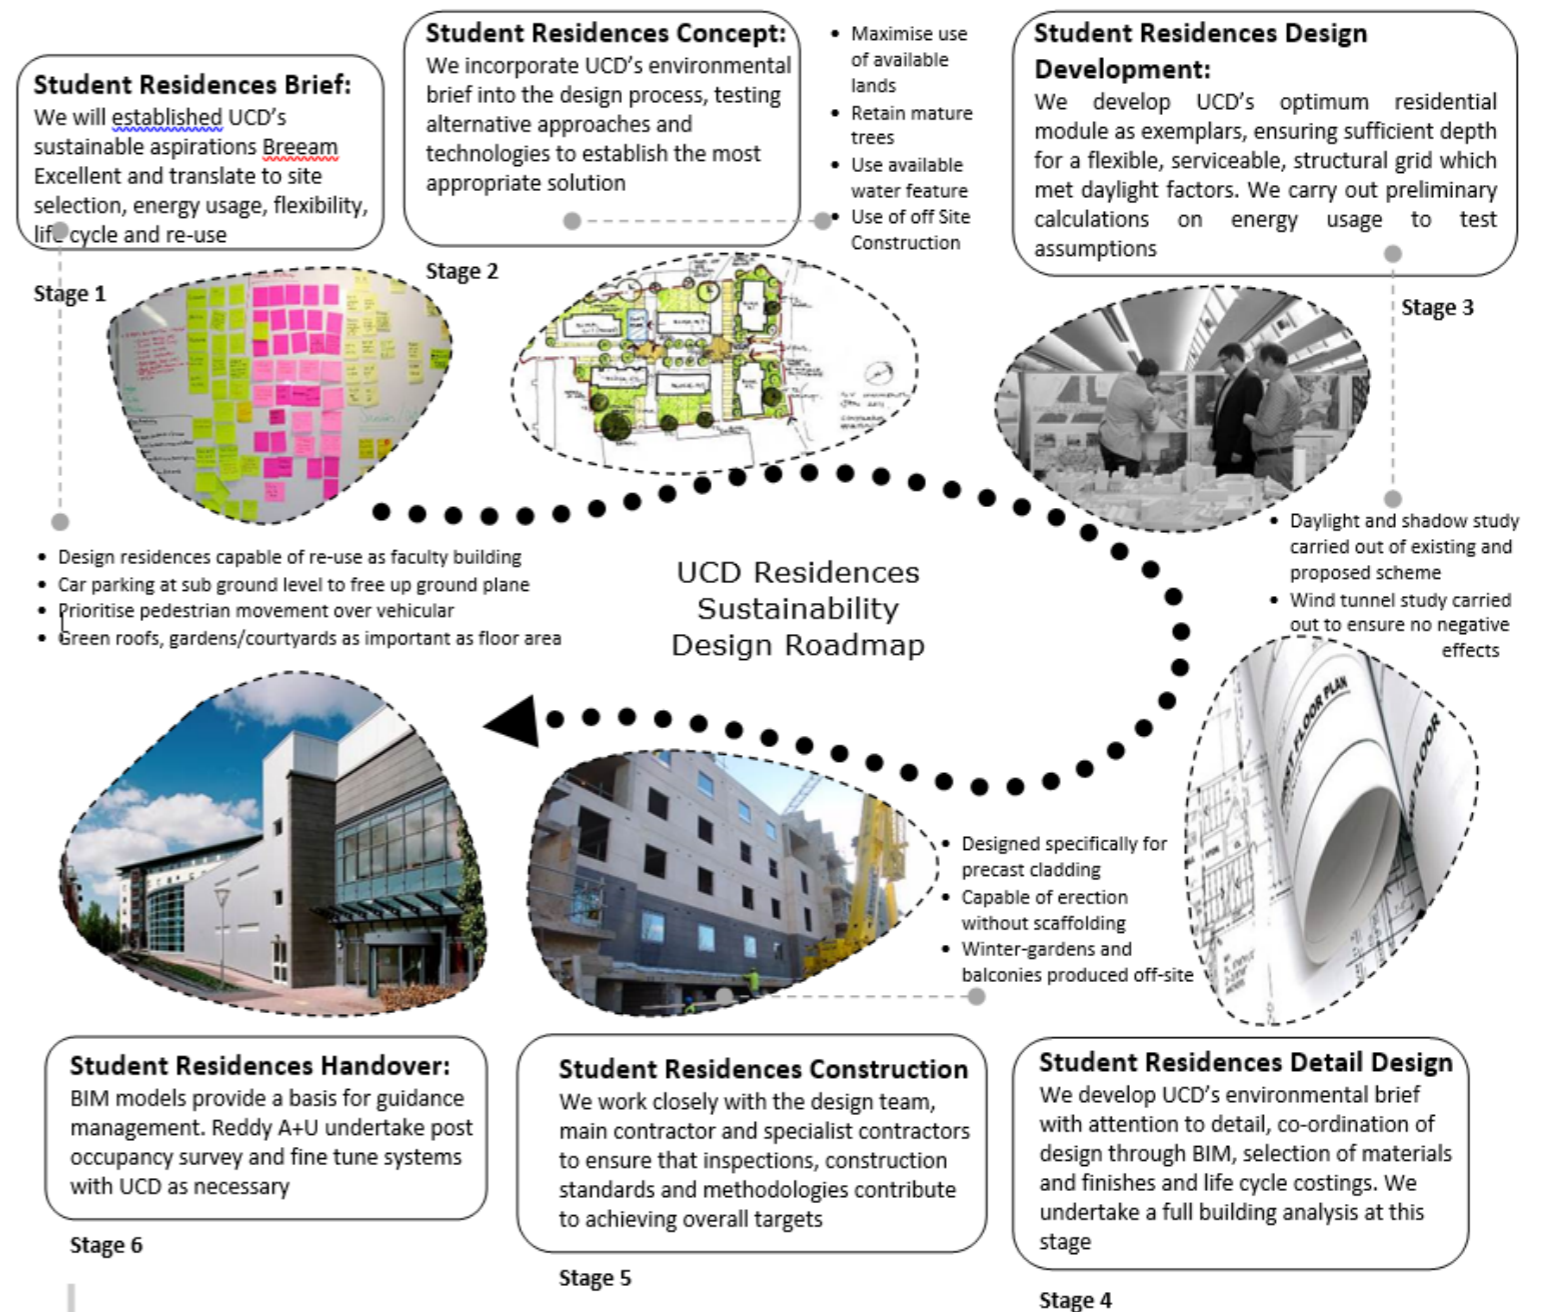 Student Residences Brief:
We will established UCD's
sustainable aspirations Breeam
Excellent and translate to site
selection, energy usage, flexibility,
life cycle and re-use
Stage 1
Design residences capable of re-use as faculty building
Car parking at sub ground level to free up ground plane
Prioritise pedestrian movement over vehicular
Green roofs, gardens/courtyards as important as floor area
Student Residences Concept:
We incorporate UCD's environmental
brief into the design process, testing
alternative approaches and
technologies to establish the most
appropriate solution
Stage 2
Maximise use
of available
lands
Retain mature
trees
Use available
water feature
Use of off Site
Construction
Student Residences Design
Development:
We develop UCD's optimum residential
module as exemplars, ensuring sufficient depth
for a flexible, serviceable, structural grid which
met daylight factors. We carry out preliminary
calculations on energy usage to test
assumptions
Stage 3
Daylight and shadow study
carried out of existing and
proposed scheme
Wind tunnel study carried
out to ensure no negative
effects
UCD Residences
Sustainability
Design Roadmap
FLOOR PLAN
FLOOR
Student Residences Detail Design
We develop UCD's environmental brief
with attention to detail, co-ordination of
design through BIM, selection of materials
and finishes and life cycle costings. We
undertake a full building analysis at this
stage
Stage 4
Designed specifically for
precast cladding
Capable of erection
without scaffolding
Winter-gardens and
balconies produced off-site
Student Residences Construction
We work closely with the design team,
main contractor and specialist contractors
to ensure that inspections, construction
standards and methodologies contribute
to achieving overall targets
Stage 5
Student Residences Handover:
BIM models provide a basis for guidance
management. Reddy A+U undertake post
occupancy survey and fine tune systems
with UCD as necessary
Stage 6